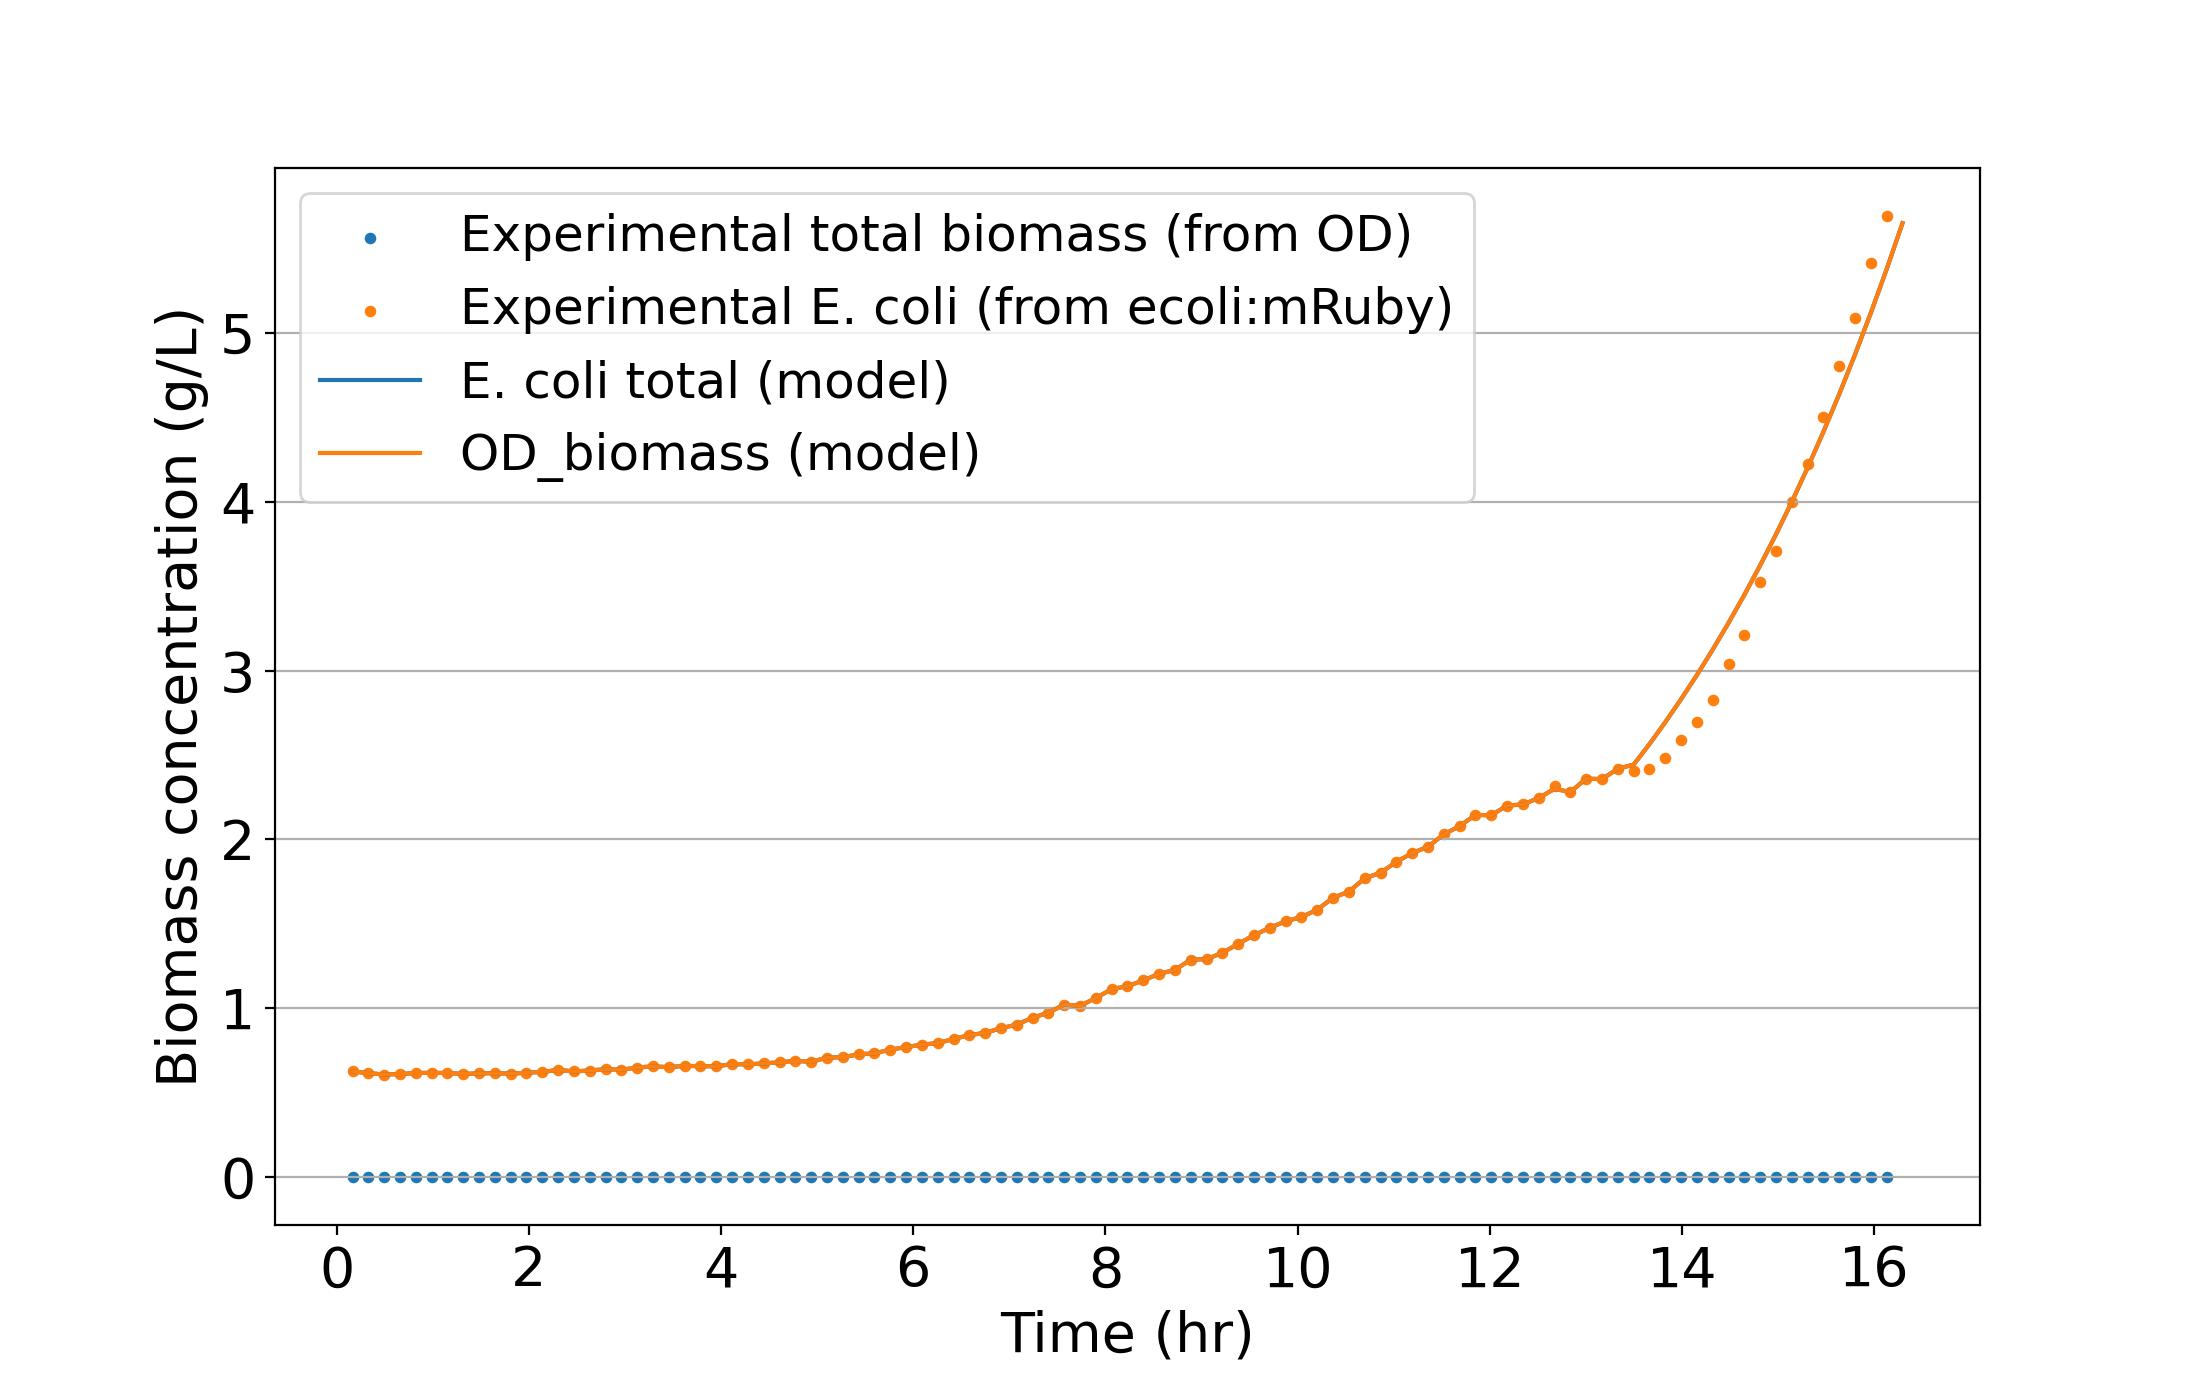 Experimental total biomass (from OD)
Experimental E. coli (from ecoli:mRuby)
E. coli total (model)
OD_biomass (model)
Biomass concentration (g/L)
5
4
3
2
1
0
0 2 4 6 8 10 12 14 16
Time (hr)